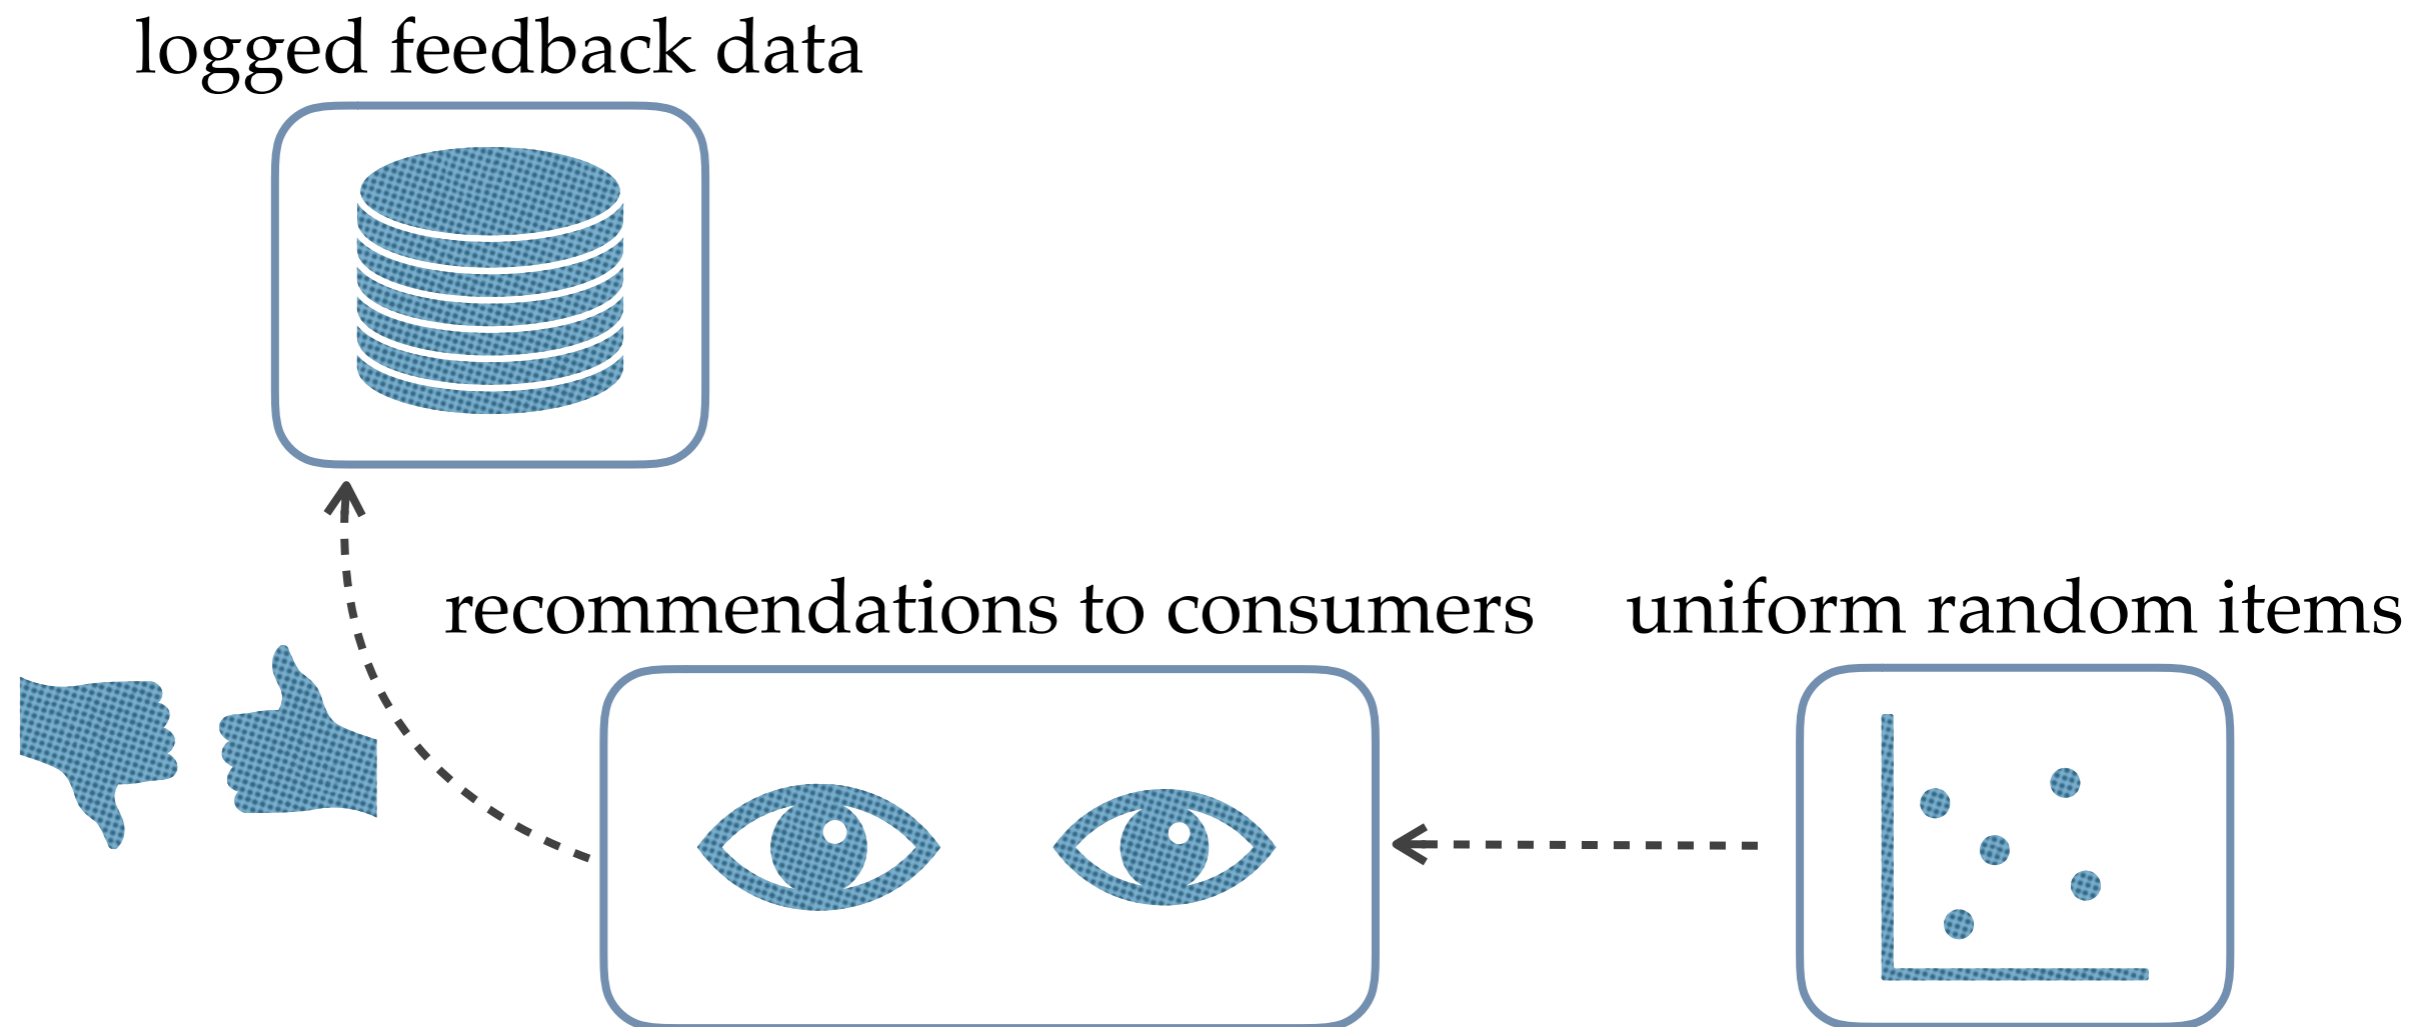 logged feedback data
recommendations to consumers
uniform random items